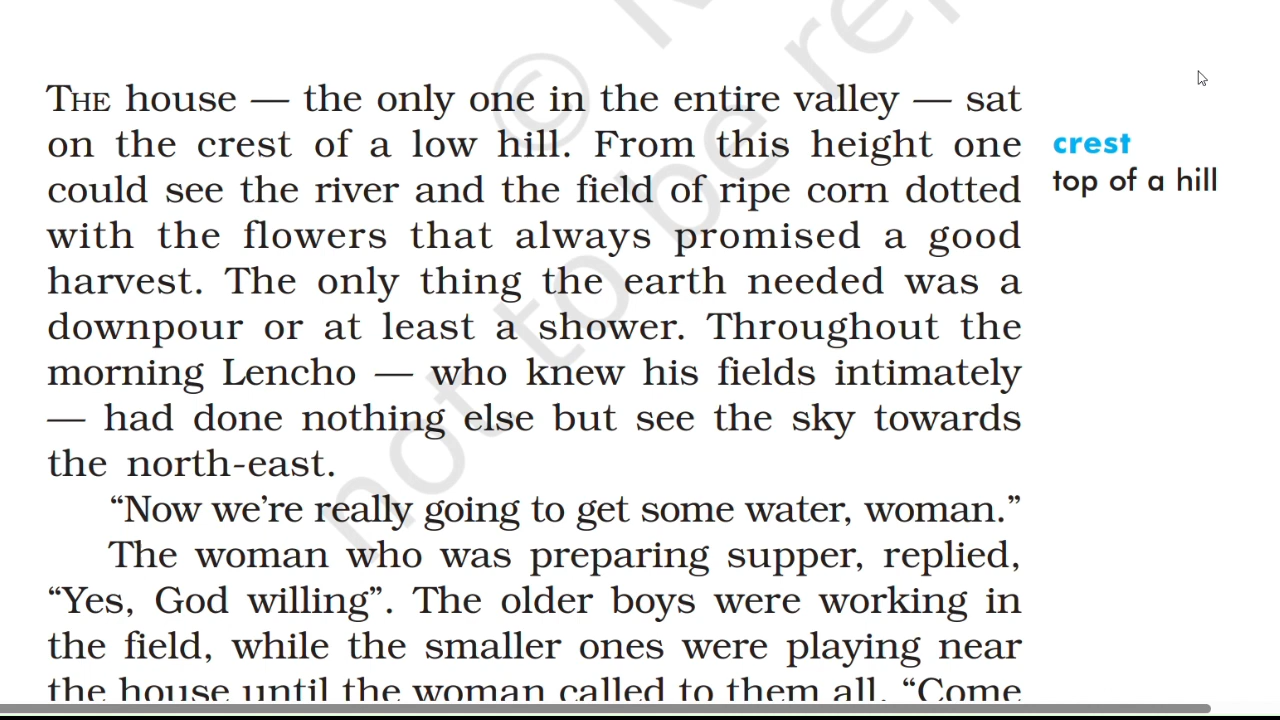 THE house — the only one in the entire valley — sat
on the crest of a low hill. From this height one
could see the river and the field of ripe corn dotted
with the flowers that always promised a good
harvest. The only thing the earth needed was a
downpour or at least a shower. Throughout the
morning Lencho — who knew his fields intimately
— had done nothing else but see the sky towards
the north-east.
“Now we’re really going to get some water, woman.”
The woman who was preparing supper, replied,
“Yes, God willing”. The older boys were working in
the field, while the smaller ones were playing near
the house until the woman called to them all. “Come
crest
top of a hill
©
not to be